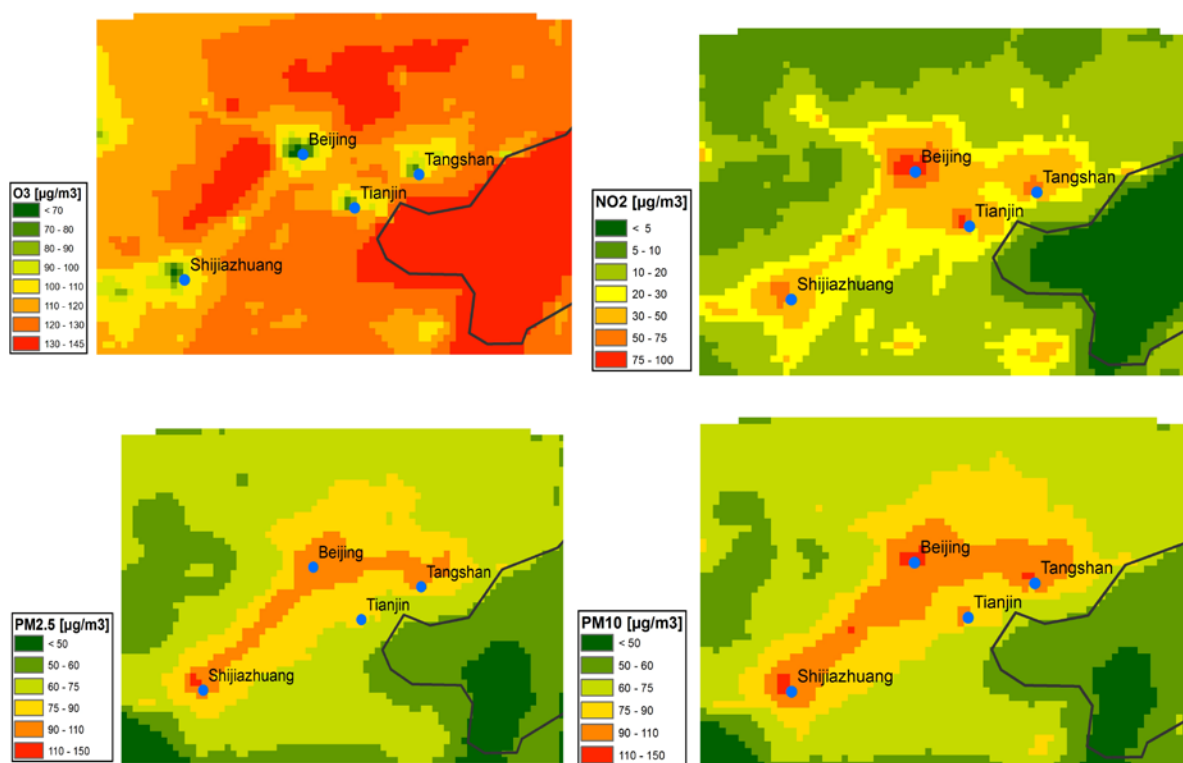 Beijing
Tangshan
Tianjin
Shijiazhuang
O3 [µg/m3]
< 70
70 - 80
80 - 90
90 - 100
100 - 110
110 - 120
120 - 130
130 - 145
Beijing
Tangshan
Tianjin
Shijiazhuang
NO2 [µg/m3]
< 5
5 - 10
10 - 20
20 - 30
30 - 50
50 - 75
75 - 100
Beijing
Tangshan
Tianjin
Shijiazhuang
PM2.5 [µg/m3]
< 50
50 - 60
60 - 75
75 - 90
90 - 110
110 - 150
Beijing
Tangshan
Tianjin
Shijiazhuang
PM10 [µg/m3]
< 50
50 - 60
60 - 75
75 - 90
90 - 110
110 - 150